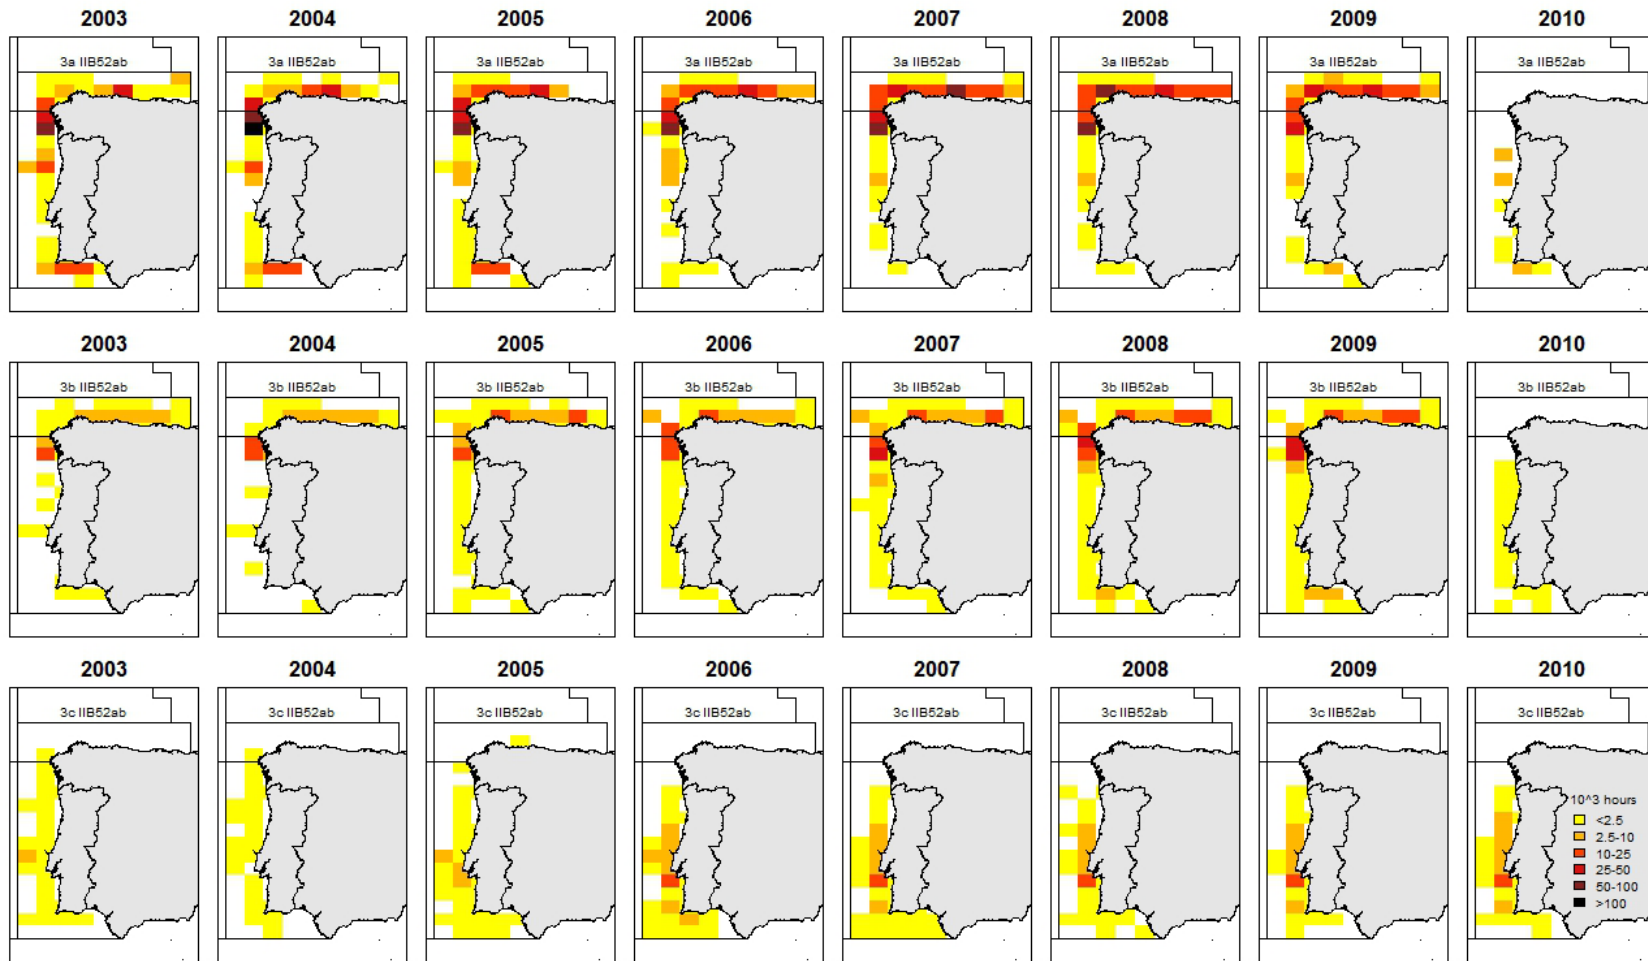 2003 2004 2005 2006 2007 2008 2009 2010
3a IIB52ab 3a IIB52ab 3a IIB52ab 3a IIB52ab 3a IIB52ab 3a IIB52ab 3a IIB52ab 3a IIB52ab
2003 2004 2005 2006 2007 2008 2009 2010
3b IIB52ab 3b IIB52ab 3b IIB52ab 3b IIB52ab 3b IIB52ab 3b IIB52ab 3b IIB52ab 3b IIB52ab
2003 2004 2005 2006 2007 2008 2009 2010
3c IIB52ab 3c IIB52ab 3c IIB52ab 3c IIB52ab 3c IIB52ab 3c IIB52ab 3c IIB52ab 3c IIB52ab
10^3 hours
<2.5
2.5-10
10-25
25-50
50-100
>100